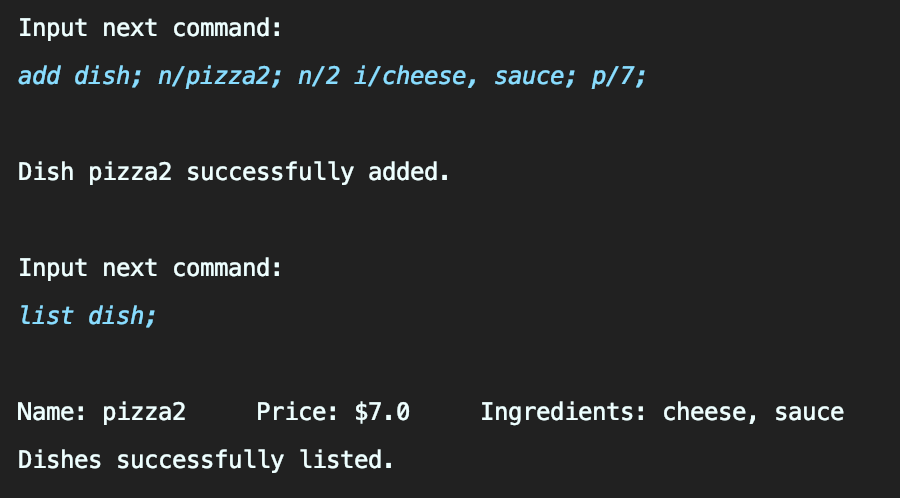 Input next command:
add dish; n/pizza2; n/2 i/cheese, sauce; p/7;
Dish pizza2 successfully added.
Input next command:
list dish;
Name: pizza2     Price: $7.0     Ingredients: cheese, sauce
Dishes successfully listed.